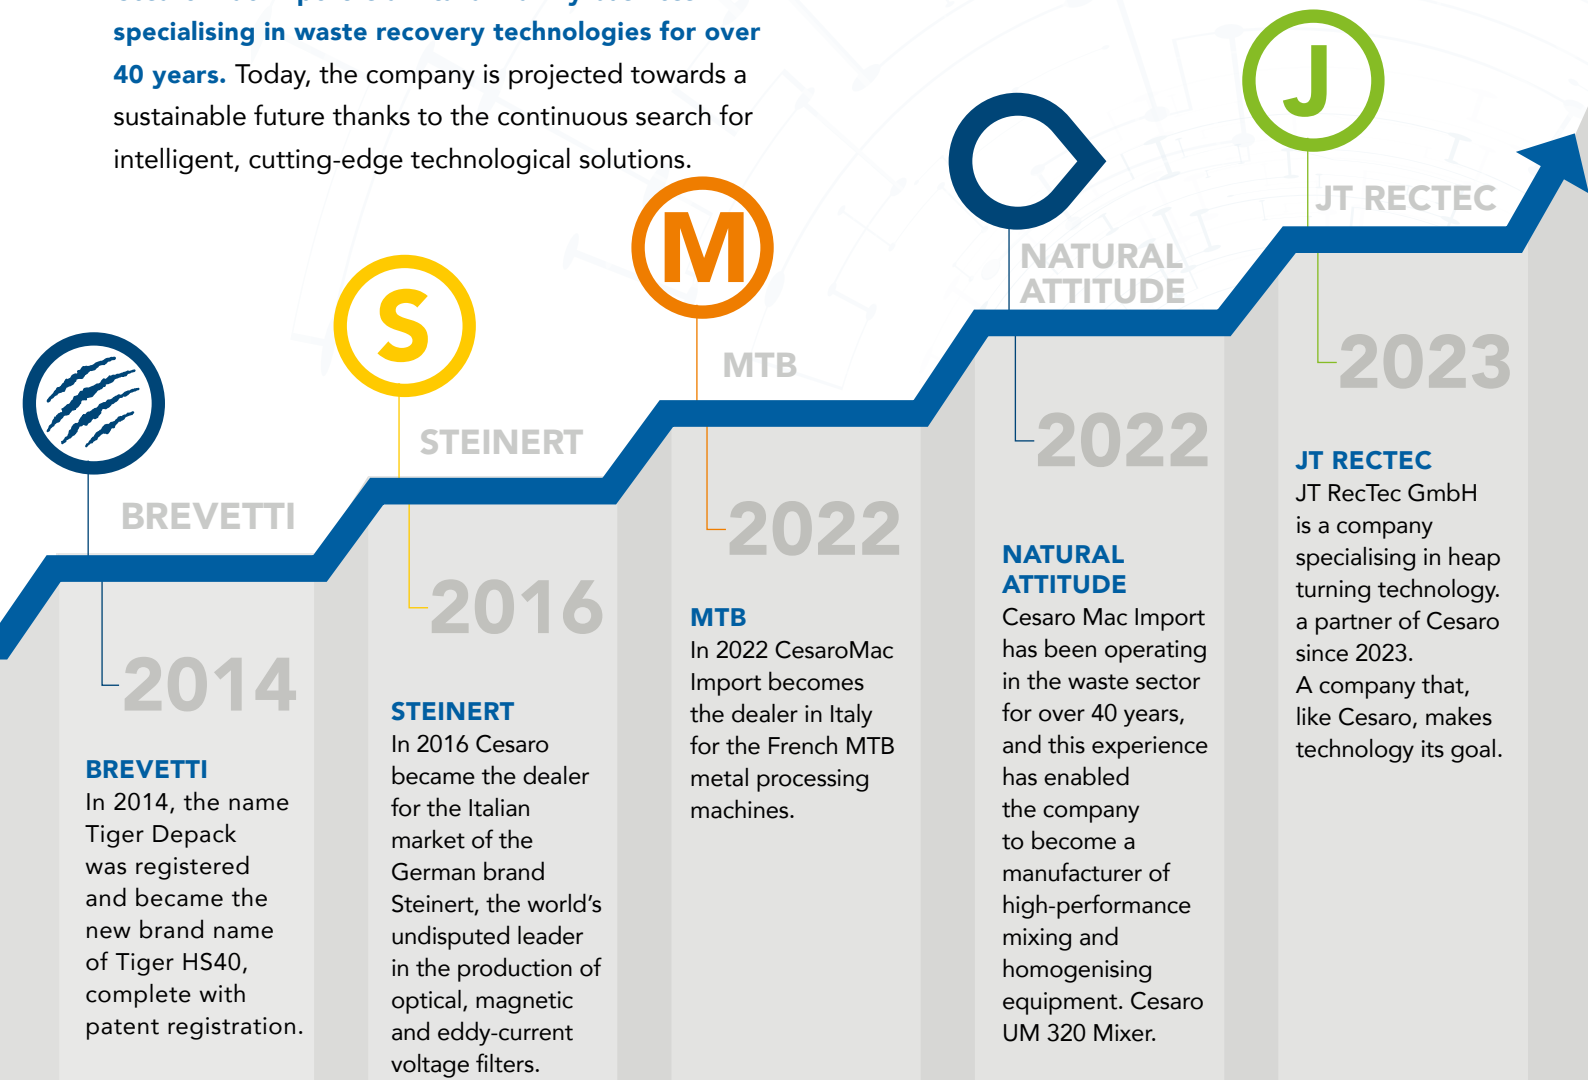 specialising in waste recovery technologies for over
40 years. Today, the company is projected towards a
sustainable future thanks to the continuous search for
intelligent, cutting-edge technological solutions.
J
JT RECTEC
2023
JT RECTEC
JT RecTec GmbH
is a company
specialising in heap
turning technology.
a partner of Cesaro
since 2023.
A company that,
like Cesaro, makes
technology its goal.
NATURAL
ATTITUDE
2022
NATURAL
ATTITUDE
Cesaro Mac Import
has been operating
in the waste sector
for over 40 years,
and this experience
has enabled
the company
to become a
manufacturer of
high-performance
mixing and
homogenising
equipment. Cesaro
UM 320 Mixer.
M
MTB
2022
MTB
In 2022 CesaroMac
Import becomes
the dealer in Italy
for the French MTB
metal processing
machines.
S
STEINERT
2016
STEINERT
In 2016 Cesaro
became the dealer
for the Italian
market of the
German brand
Steinert, the world's
undisputed leader
in the production of
optical, magnetic
and eddy-current
voltage filters.
BREVETTI
2014
BREVETTI
In 2014, the name
Tiger Depack
was registered
and became the
new brand name
of Tiger HS40,
complete with
patent registration.